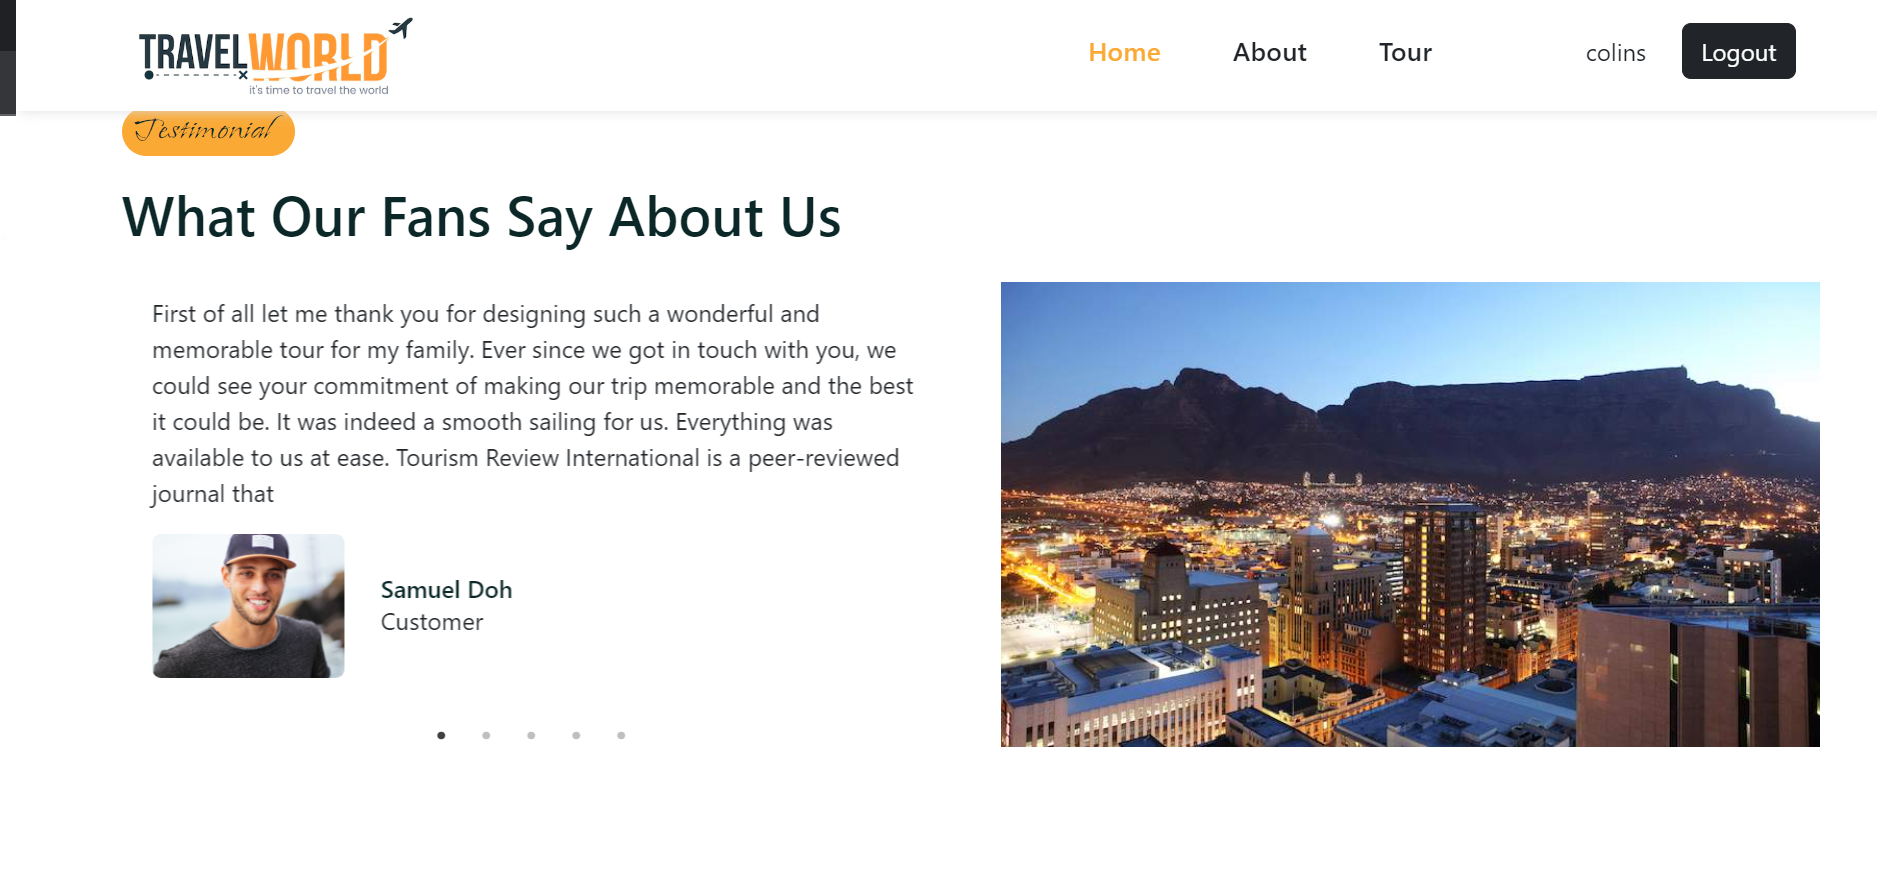 TRAVELWORLD
it's time to travel the world
Home About Tour colins Logout
Testimonial
What Our Fans Say About Us
First of all let me thank you for designing such a wonderful and
memorable tour for my family. Ever since we got in touch with you, we
could see your commitment of making our trip memorable and the best
it could be. It was indeed a smooth sailing for us. Everything was
available to us at ease. Tourism Review International is a peer-reviewed
journal that
Samuel Doh
Customer